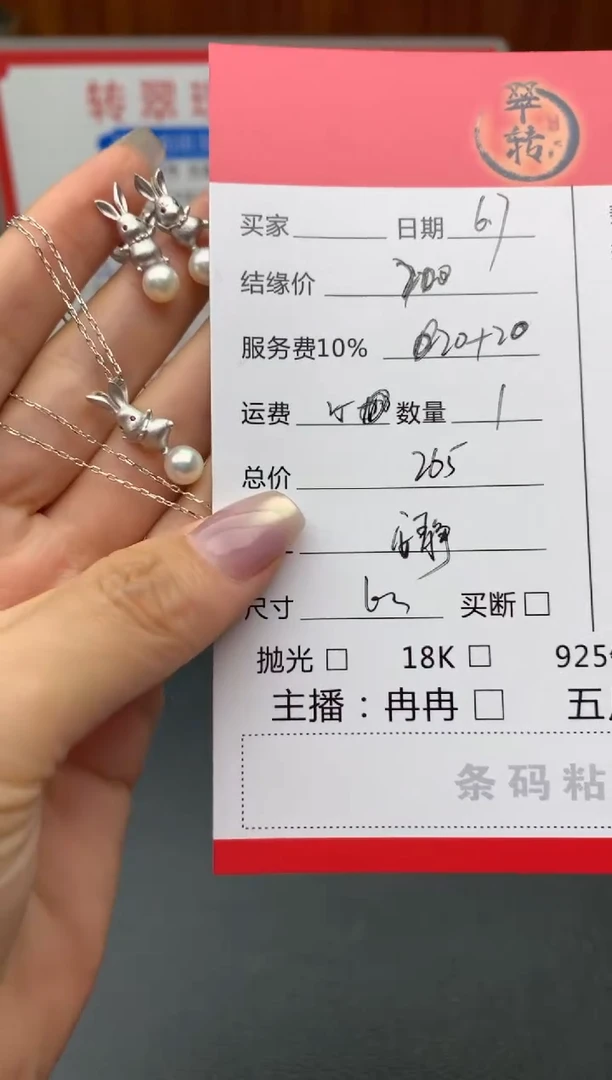 转翠
翠
转
买家 日期 6.7
结缘价 200
服务费10% 20+20
运费 数量 1
总价 265
尺寸 63 买断
抛光 18K 925
主播：冉冉 五
条码粘